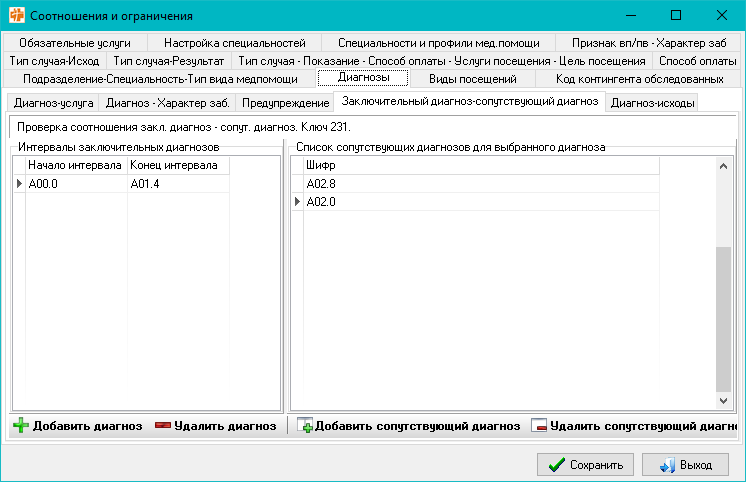 Соотношения и ограничения
Обязательные услуги Настройка специальностей Специальности и профили мед.помощи Признак вп/пв - Характер заб
Тип случая-Исход Тип случая-Результат Тип случая - Показание - Способ оплаты - Услуги посещения - Цель посещения Способ оплаты
Подразделение-Специальность-Тип вида медпомощи Диагнозы Виды посещений Код контингента обследованных
Диагноз-услуга Диагноз - Характер заб. Предупреждение Заключительный диагноз-сопутствующий диагноз Диагноз-исходы
Проверка соотношения закл. диагноз - сопут. диагноз. Ключ 231.
Интервалы заключительных диагнозов Список сопутствующих диагнозов для выбранного диагноза
Начало интервала Конец интервала Шифр
A00.0 A01.4 A02.8
A02.0
Добавить диагноз Удалить диагноз Добавить сопутствующий диагноз Удалить сопутствующий
Сохранить Выход